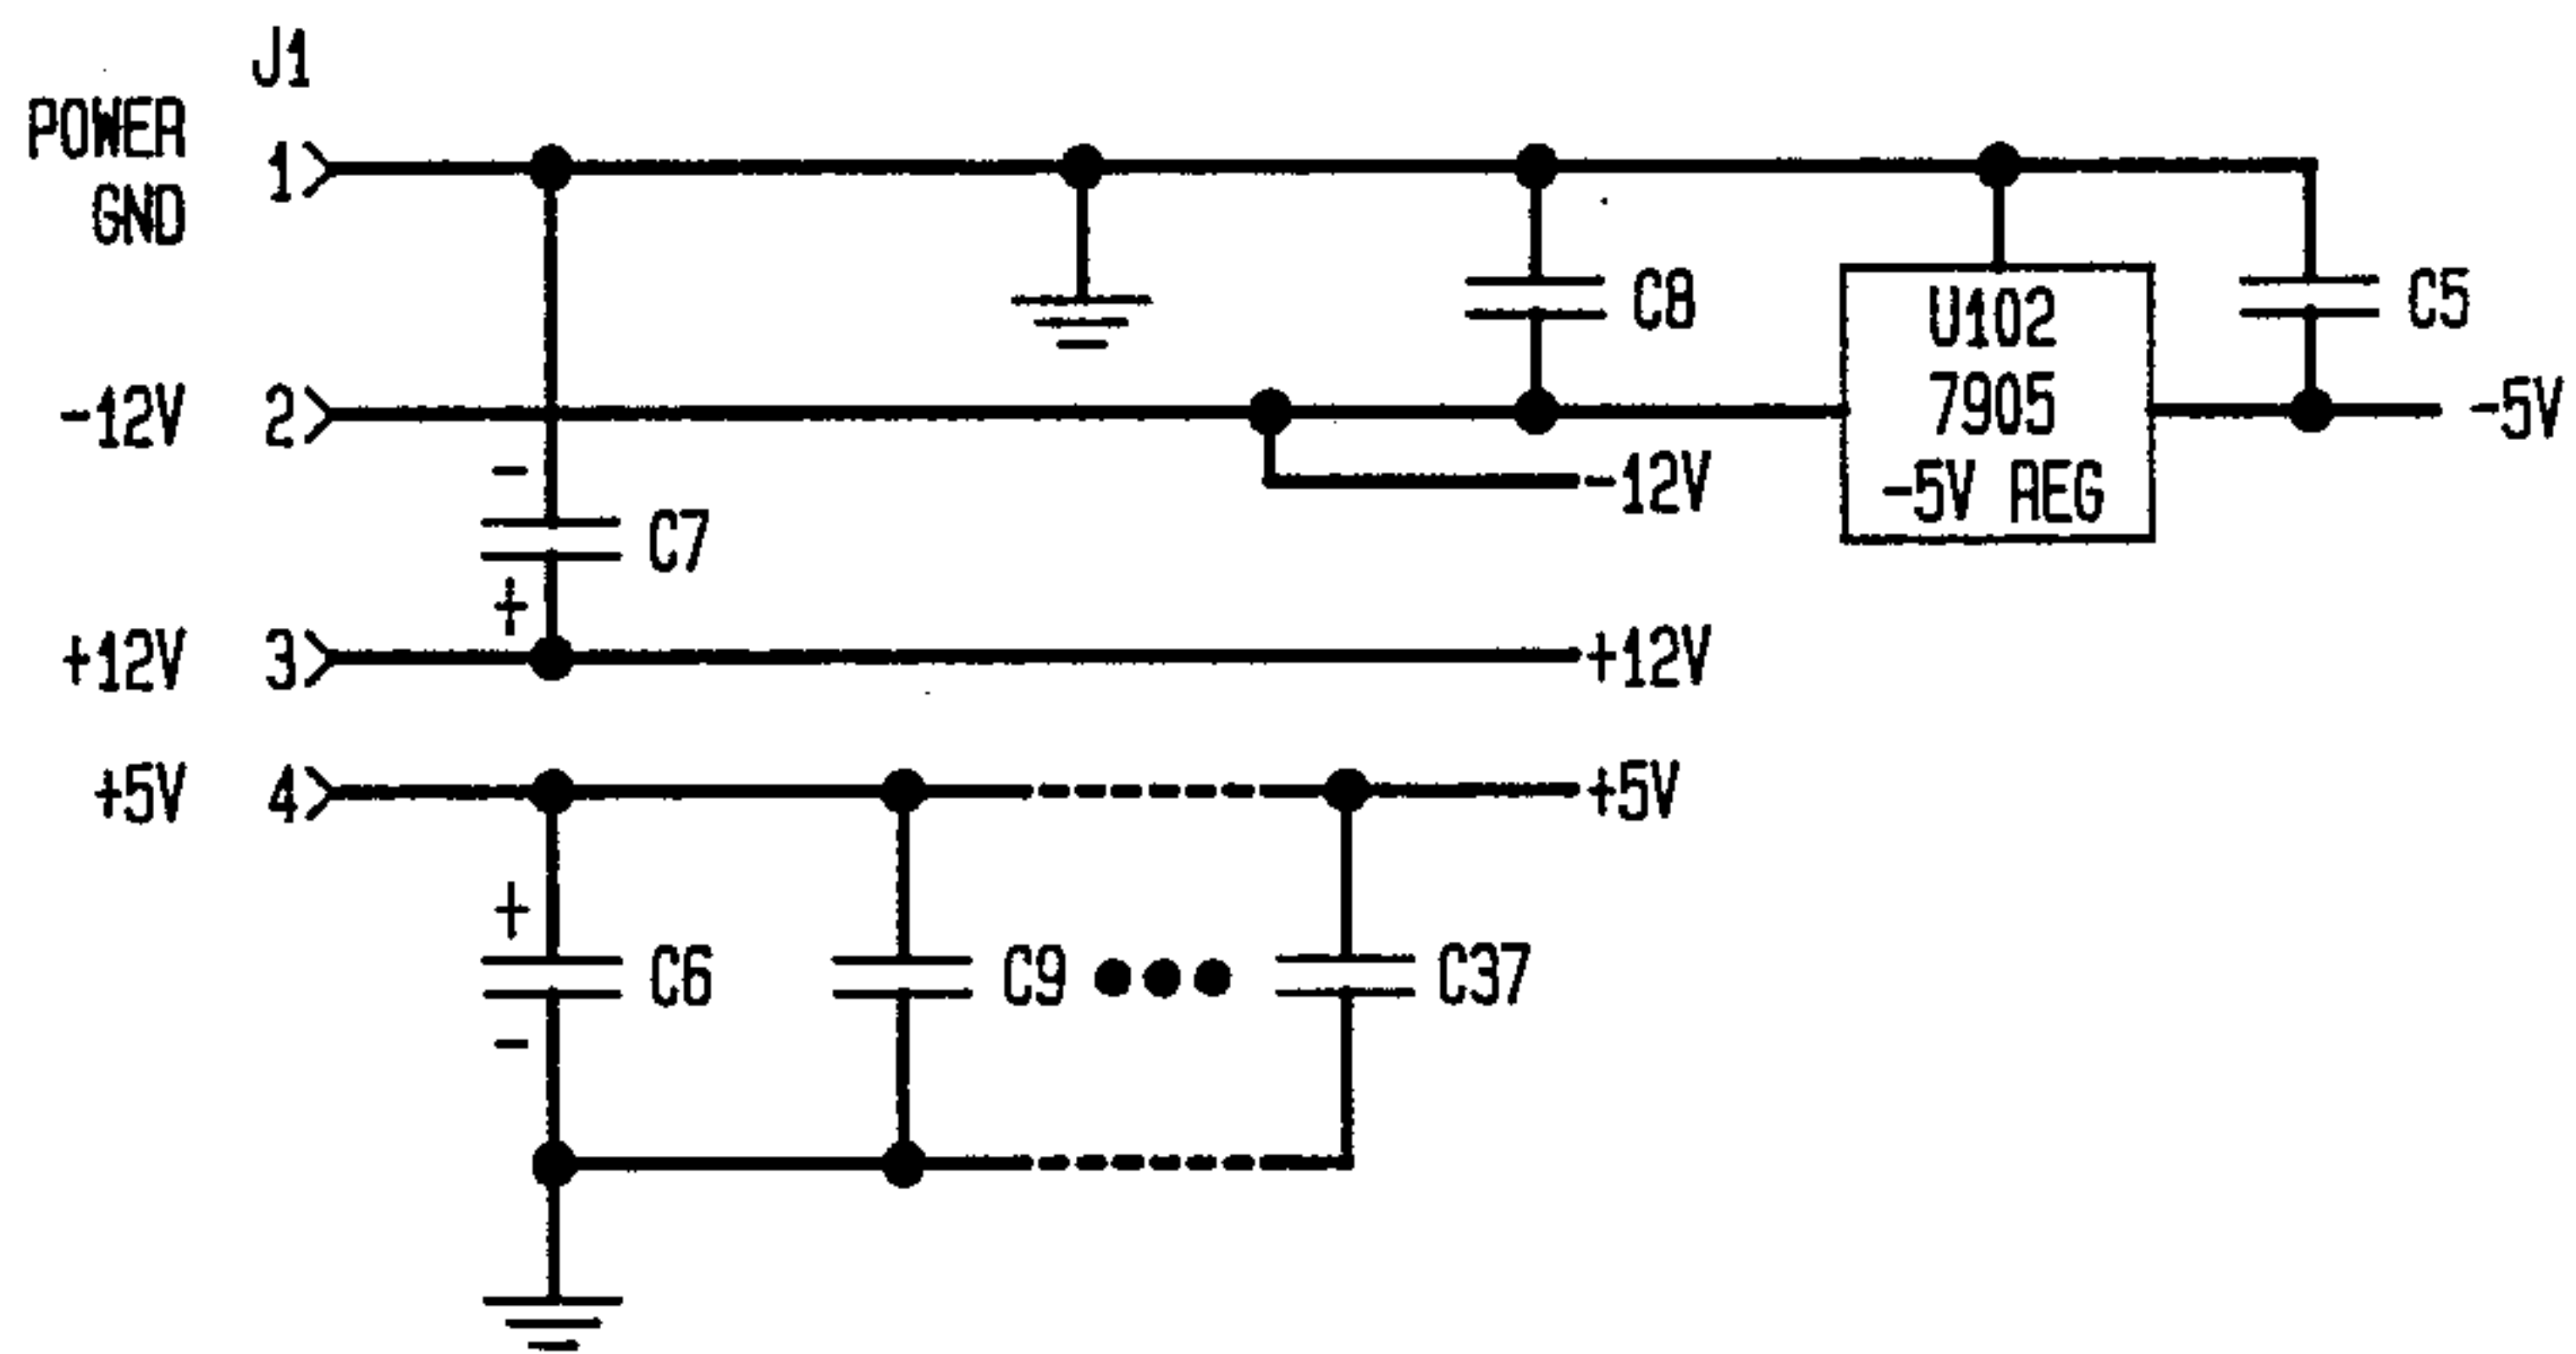 J1
POWER
GND
1
-12V 2
+12V 3
+5V 4
- 
C7
+
C8
-12V
+12V
U102
7905
-5V REG
C5
-5V
+5V
+
C6
-
C9 ●●● C37